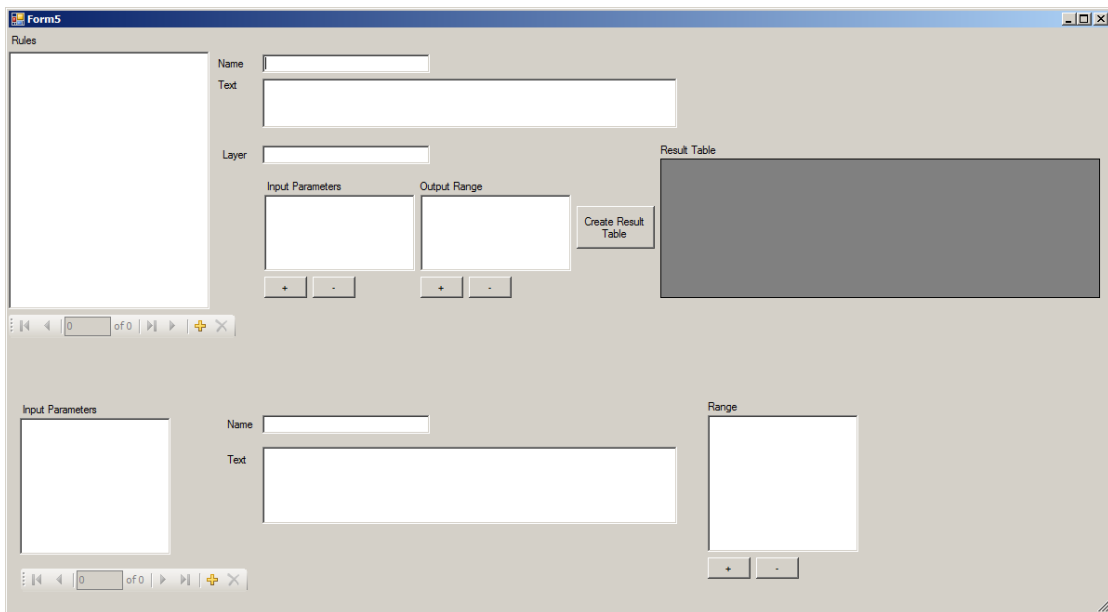 Form5
Rules
Name
Text
Layer
Result Table
Input Parameters
Output Range
Create Result
Table
+ -
+ -
0 of 0
Input Parameters
Name
Text
Range
+ -
0 of 0